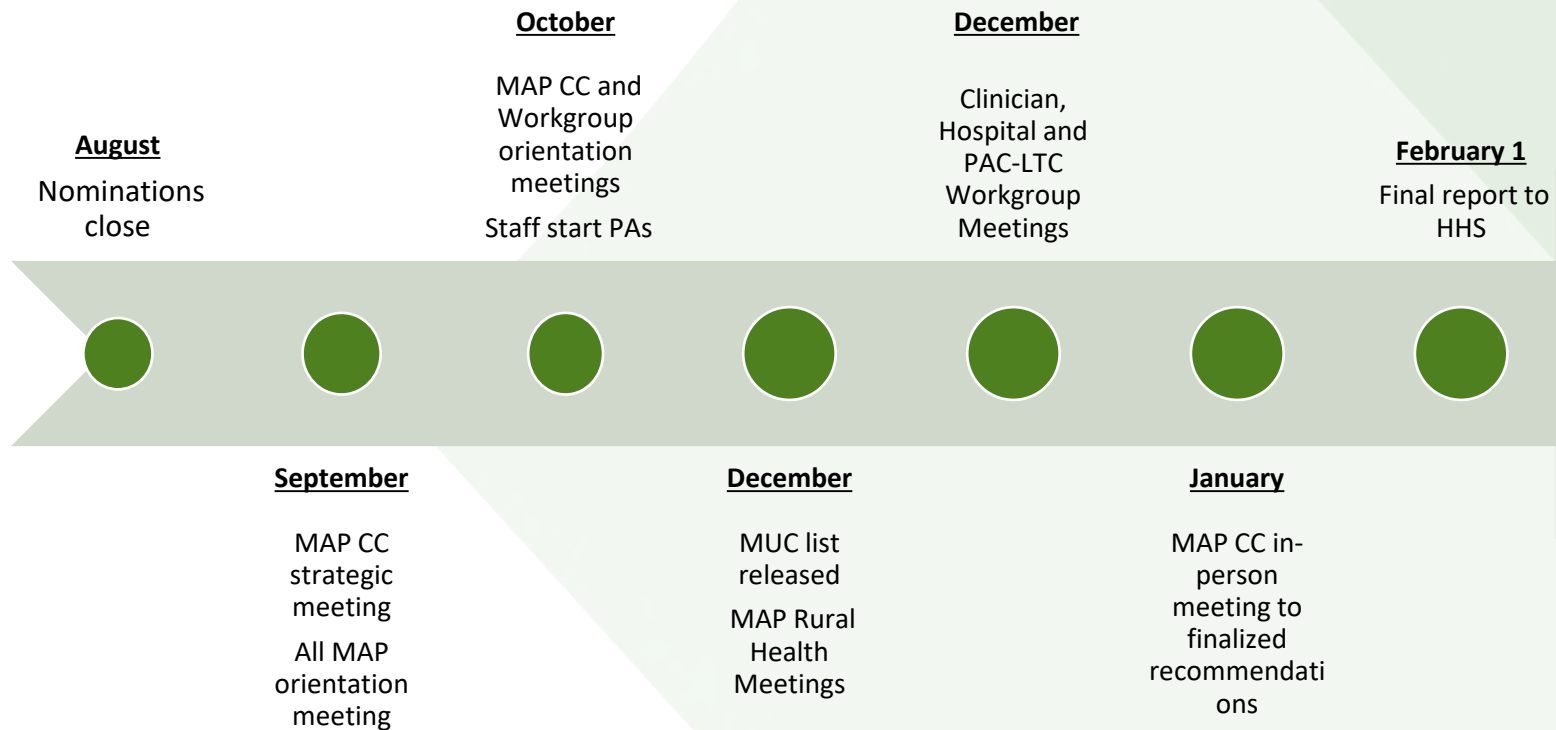 August
Nominations
close
September
MAP CC
strategic
meeting
All MAP
orientation
meeting
October
MAP CC and
Workgroup
orientation
meetings
Staff start PAs
December
MUC list
released
MAP Rural
Health
Meetings
December
Clinician,
Hospital and
PAC-LTC
Workgroup
Meetings
January
MAP CC in-
person
meeting to
finalized
recommendati
ons
February 1
Final report to
HHS